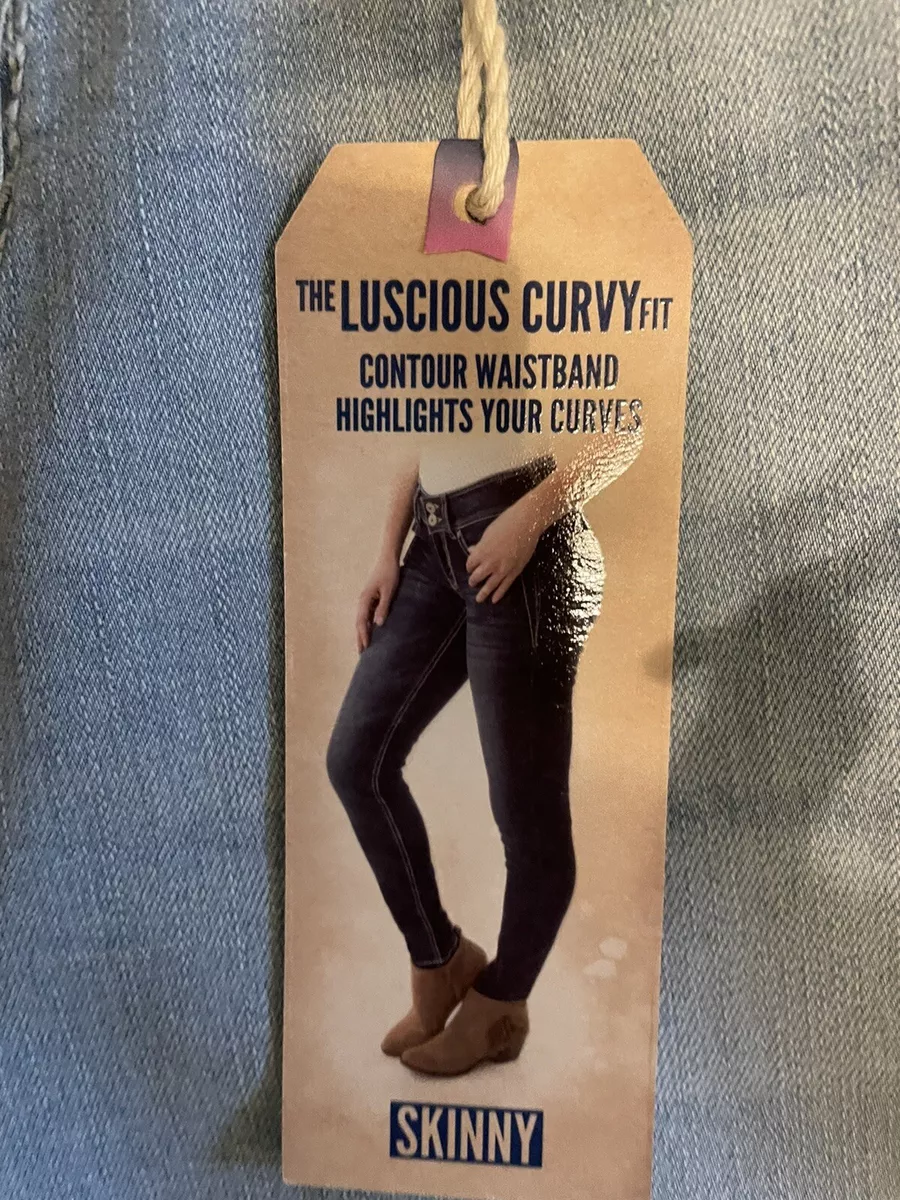 THE LUSCIOUS CURVY FIT
CONTOUR WAISTBAND
HIGHLIGHTS YOUR CURVES
SKINNY